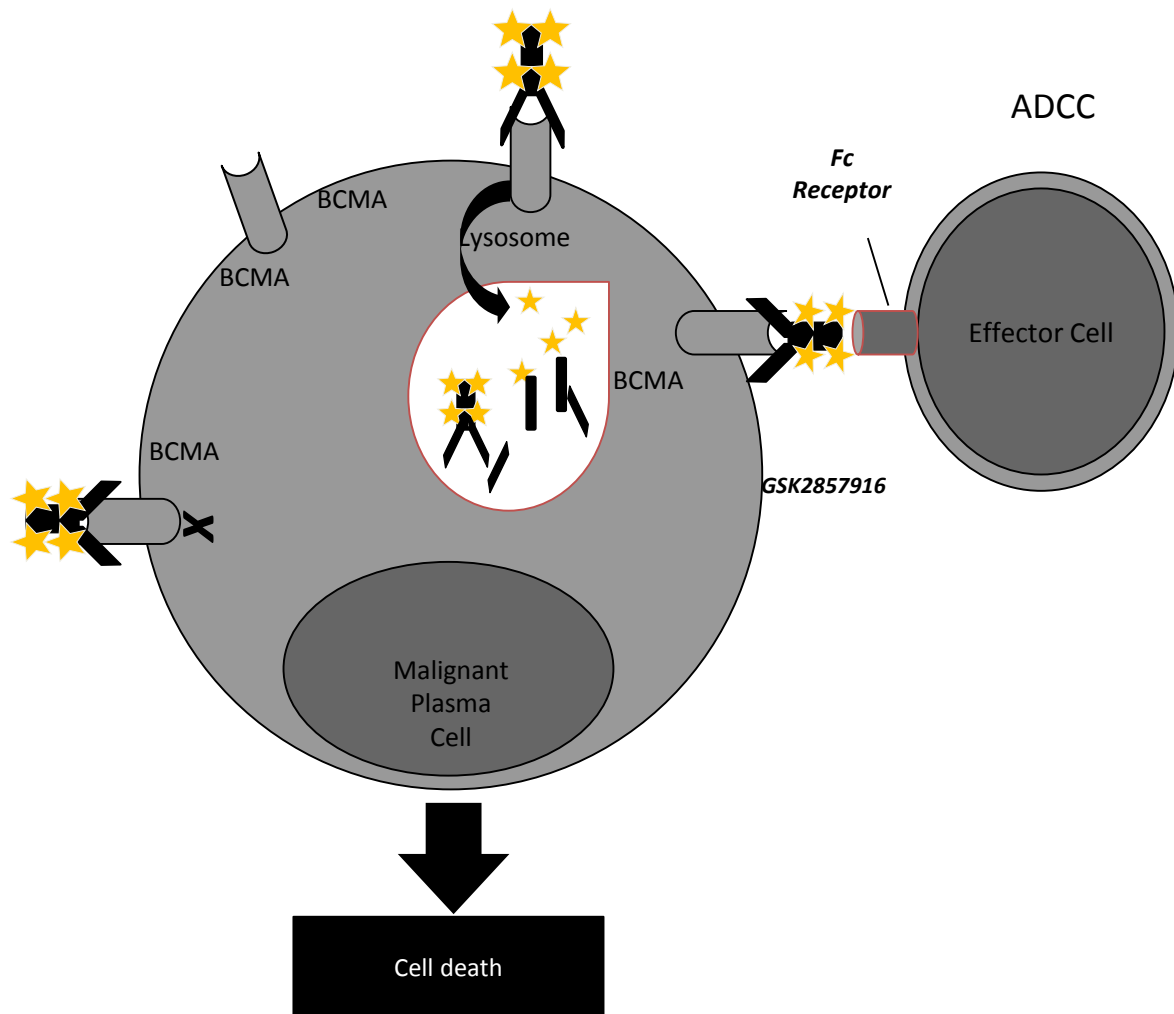 ADCC
Fc
Receptor
BCMA
Lysosome
BCMA
Effector Cell
BCMA
BCMA
GSK2857916
Malignant
Plasma
Cell
Cell death